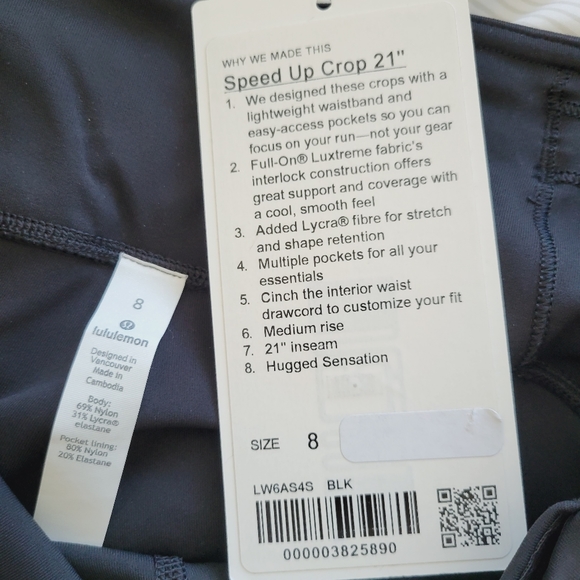 WHY WE MADE THIS
Speed Up Crop 21"
1. We designed these crops with a
lightweight waistband and
easy-access pockets so you can
focus on your run—not your gear
2. Full-On® Luxtreme fabric's
interlock construction offers
great support and coverage with
a cool, smooth feel
3. Added Lycra® fibre for stretch
and shape retention
4. Multiple pockets for all your
essentials
5. Cinch the interior waist
drawcord to customize your fit
6. Medium rise
7. 21" inseam
8. Hugged Sensation
SIZE 8
LW6AS4S BLK
000003825890
8
lululemon
Designed in
Vancouver
Made in
Cambodia
Body:
69% Nylon
31% Lycra®
elastane
Pocket lining:
80% Nylon
20% Elastane